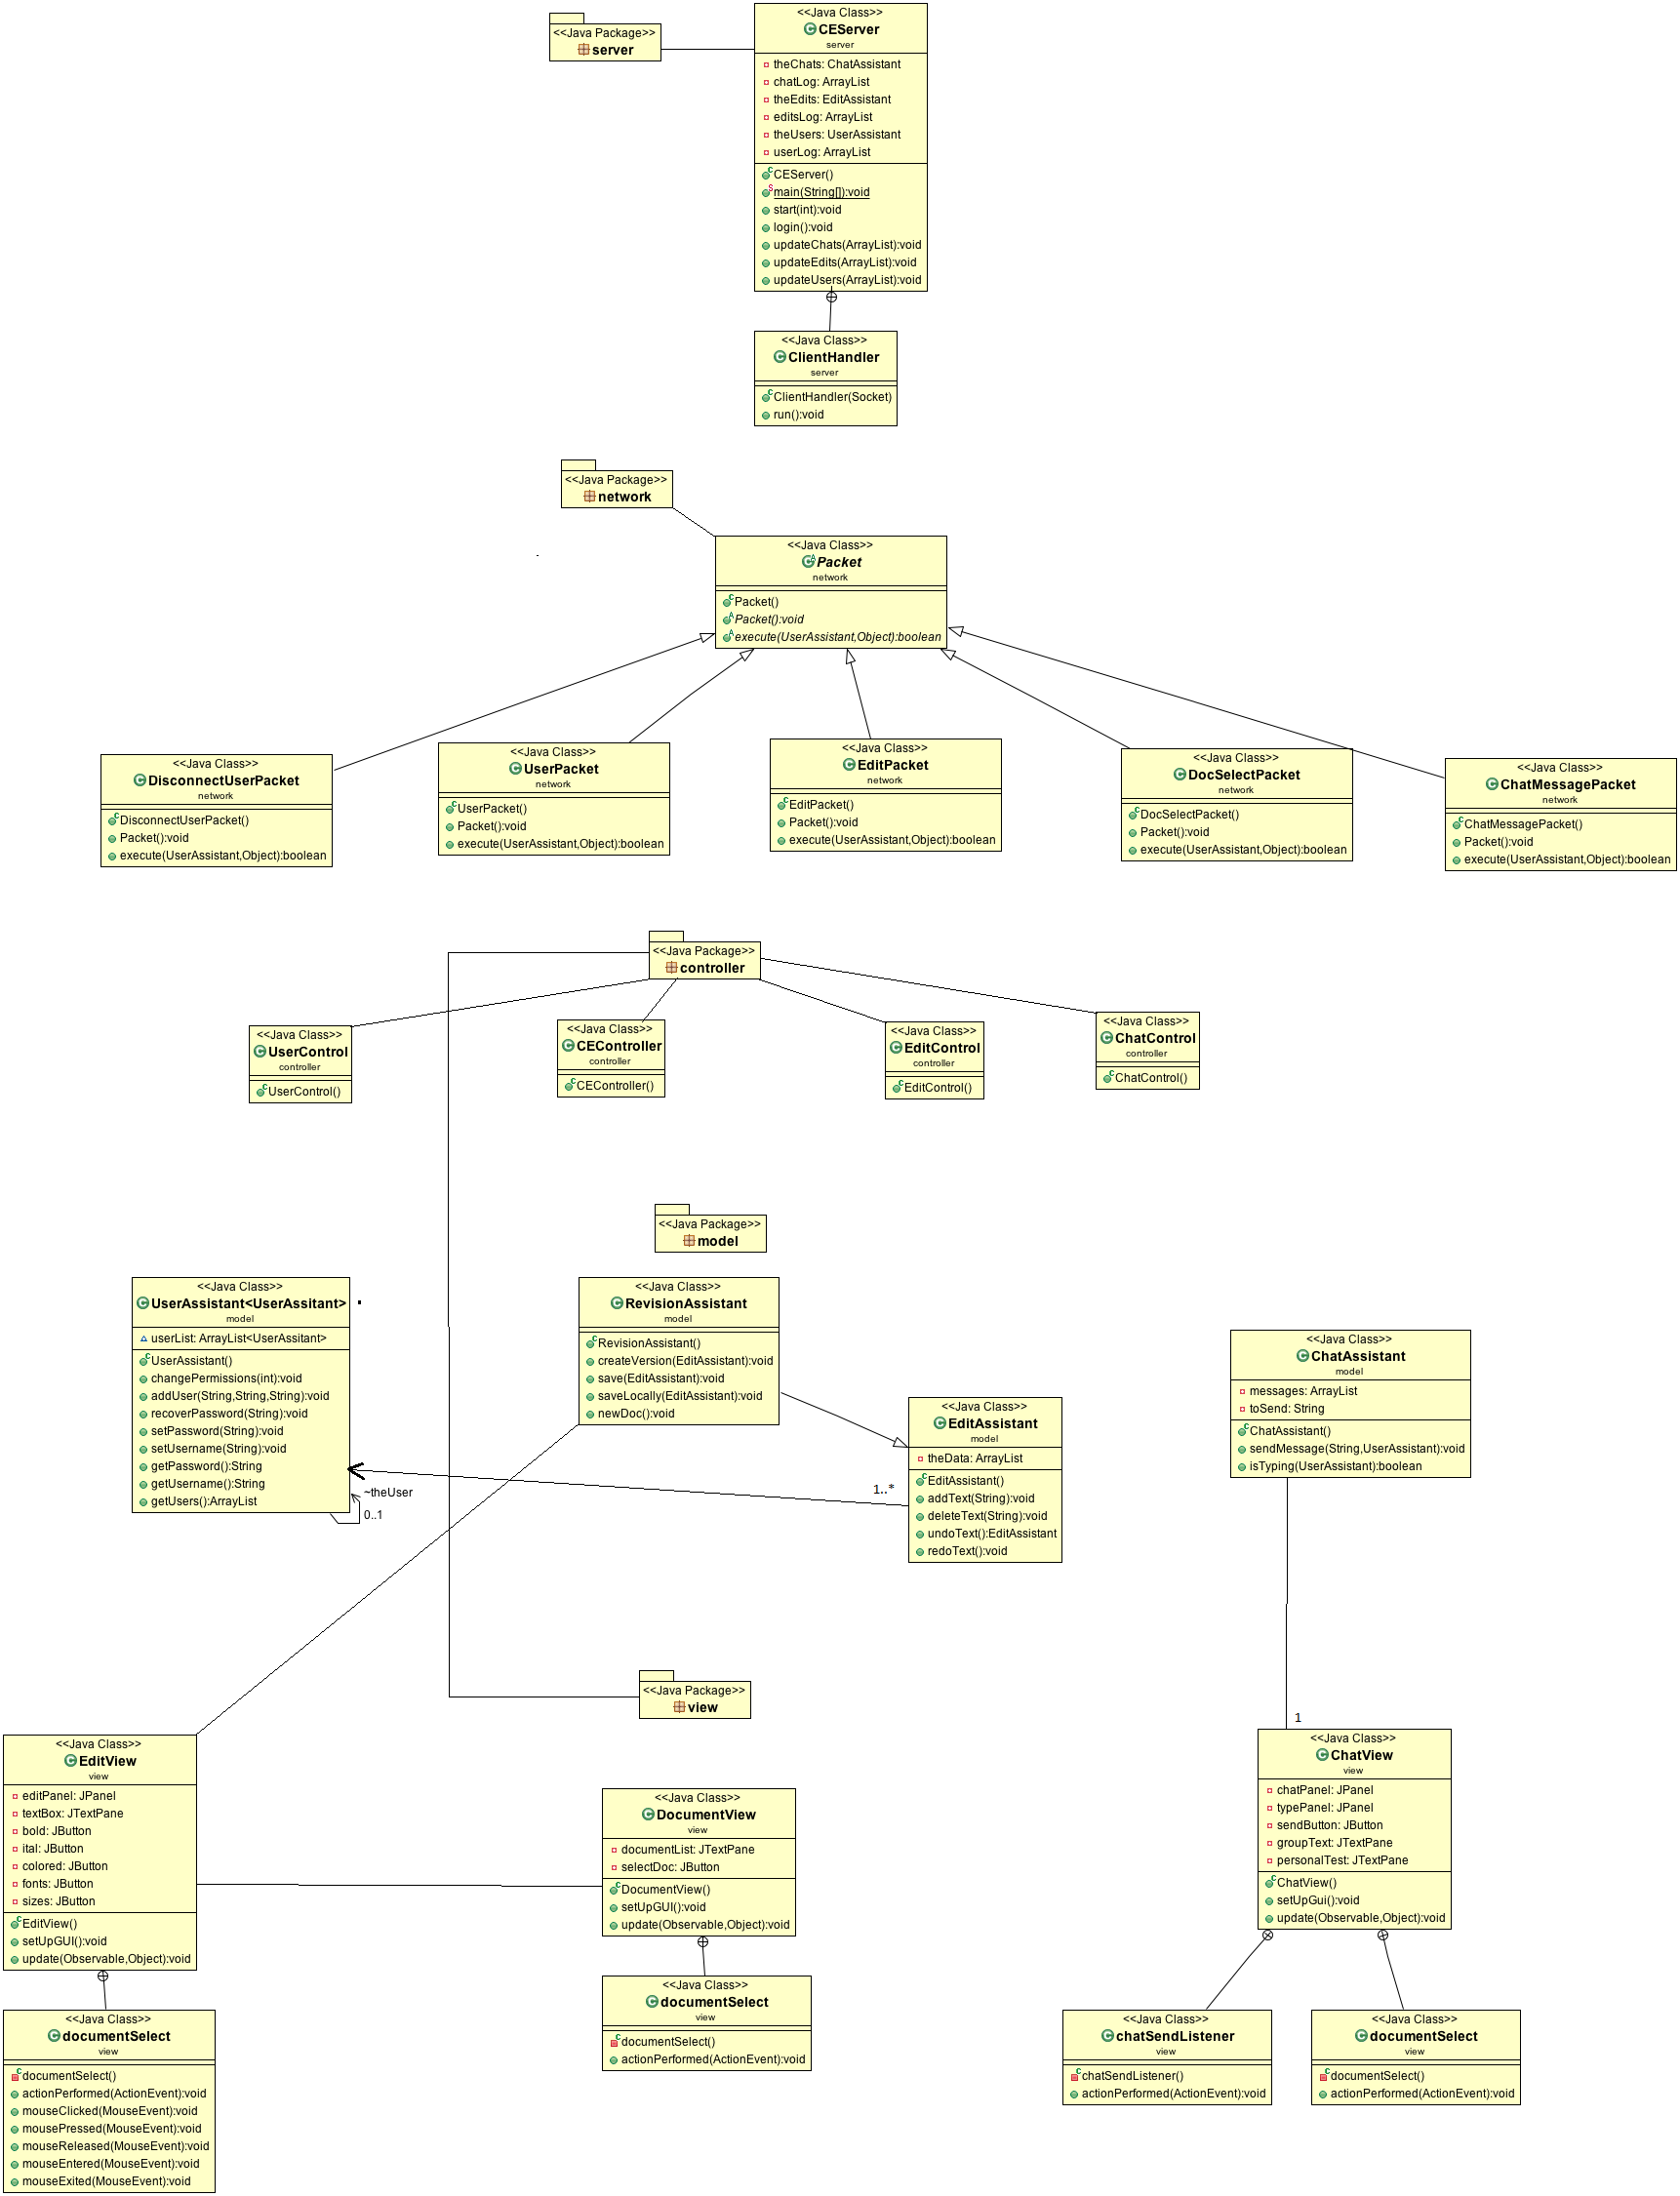 <<Java Package>>
server
<<Java Class>>
CEServer
server
theChats: ChatAssistant
chatLog: ArrayList
theEdits: EditAssistant
editsLog: ArrayList
theUsers: UserAssistant
userLog: ArrayList
CEServer()
main(String[]):void
start(int):void
login():void
updateChats(ArrayList):void
updateEdits(ArrayList):void
updateUsers(ArrayList):void
<<Java Class>>
ClientHandler
server
ClientHandler(Socket)
run():void
<<Java Package>>
network
<<Java Class>>
Packet
network
Packet()
Packet():void
execute(UserAssistant,Object):boolean
<<Java Class>>
DisconnectUserPacket
network
DisconnectUserPacket()
Packet():void
execute(UserAssistant,Object):boolean
<<Java Class>>
UserPacket
network
UserPacket()
Packet():void
execute(UserAssistant,Object):boolean
<<Java Class>>
EditPacket
network
EditPacket()
Packet():void
execute(UserAssistant,Object):boolean
<<Java Class>>
DocSelectPacket
network
DocSelectPacket()
Packet():void
execute(UserAssistant,Object):boolean
<<Java Class>>
ChatMessagePacket
network
ChatMessagePacket()
Packet():void
execute(UserAssistant,Object):boolean
<<Java Package>>
controller
<<Java Class>>
UserControl
controller
UserControl()
<<Java Class>>
CEController
controller
CEController()
<<Java Class>>
EditControl
controller
EditControl()
<<Java Class>>
ChatControl
controller
ChatControl()
<<Java Package>>
model
<<Java Class>>
UserAssistant<UserAssitant>
model
userList: ArrayList<UserAssitant>
UserAssistant()
changePermissions(int):void
addUser(String,String,String):void
recoverPassword(String):void
setPassword(String):void
setUsername(String):void
getPassword():String
getUsername():String
getUsers():ArrayList
~theUser
0..1
<<Java Class>>
RevisionAssistant
model
RevisionAssistant()
createVersion(EditAssistant):void
save(EditAssistant):void
saveLocally(EditAssistant):void
newDoc():void
<<Java Class>>
EditAssistant
model
theData: ArrayList
EditAssistant()
addText(String):void
deleteText(String):void
undoText():EditAssistant
redoText():void
1..*
<<Java Class>>
ChatAssistant
model
messages: ArrayList
toSend: String
ChatAssistant()
sendMessage(String,UserAssistant):void
isTyping(UserAssistant):boolean
1
<<Java Package>>
view
<<Java Class>>
EditView
view
editPanel: JPanel
textBox: JTextPane
bold: JButton
ital: JButton
colored: JButton
fonts: JButton
sizes: JButton
EditView()
setUpGUI():void
update(Observable,Object):void
<<Java Class>>
documentSelect
view
documentSelect()
actionPerformed(ActionEvent):void
mouseClicked(MouseEvent):void
mousePressed(MouseEvent):void
mouseReleased(MouseEvent):void
mouseEntered(MouseEvent):void
mouseExited(MouseEvent):void
<<Java Class>>
DocumentView
view
documentList: JTextPane
selectDoc: JButton
DocumentView()
setUpGUI():void
update(Observable,Object):void
<<Java Class>>
documentSelect
view
documentSelect()
actionPerformed(ActionEvent):void
<<Java Class>>
ChatView
view
chatPanel: JPanel
typePanel: JPanel
sendButton: JButton
groupText: JTextPane
personalTest: JTextPane
ChatView()
setUpGui():void
update(Observable,Object):void
<<Java Class>>
chatSendListener
view
chatSendListener()
actionPerformed(ActionEvent):void
<<Java Class>>
documentSelect
view
documentSelect()
actionPerformed(ActionEvent):void